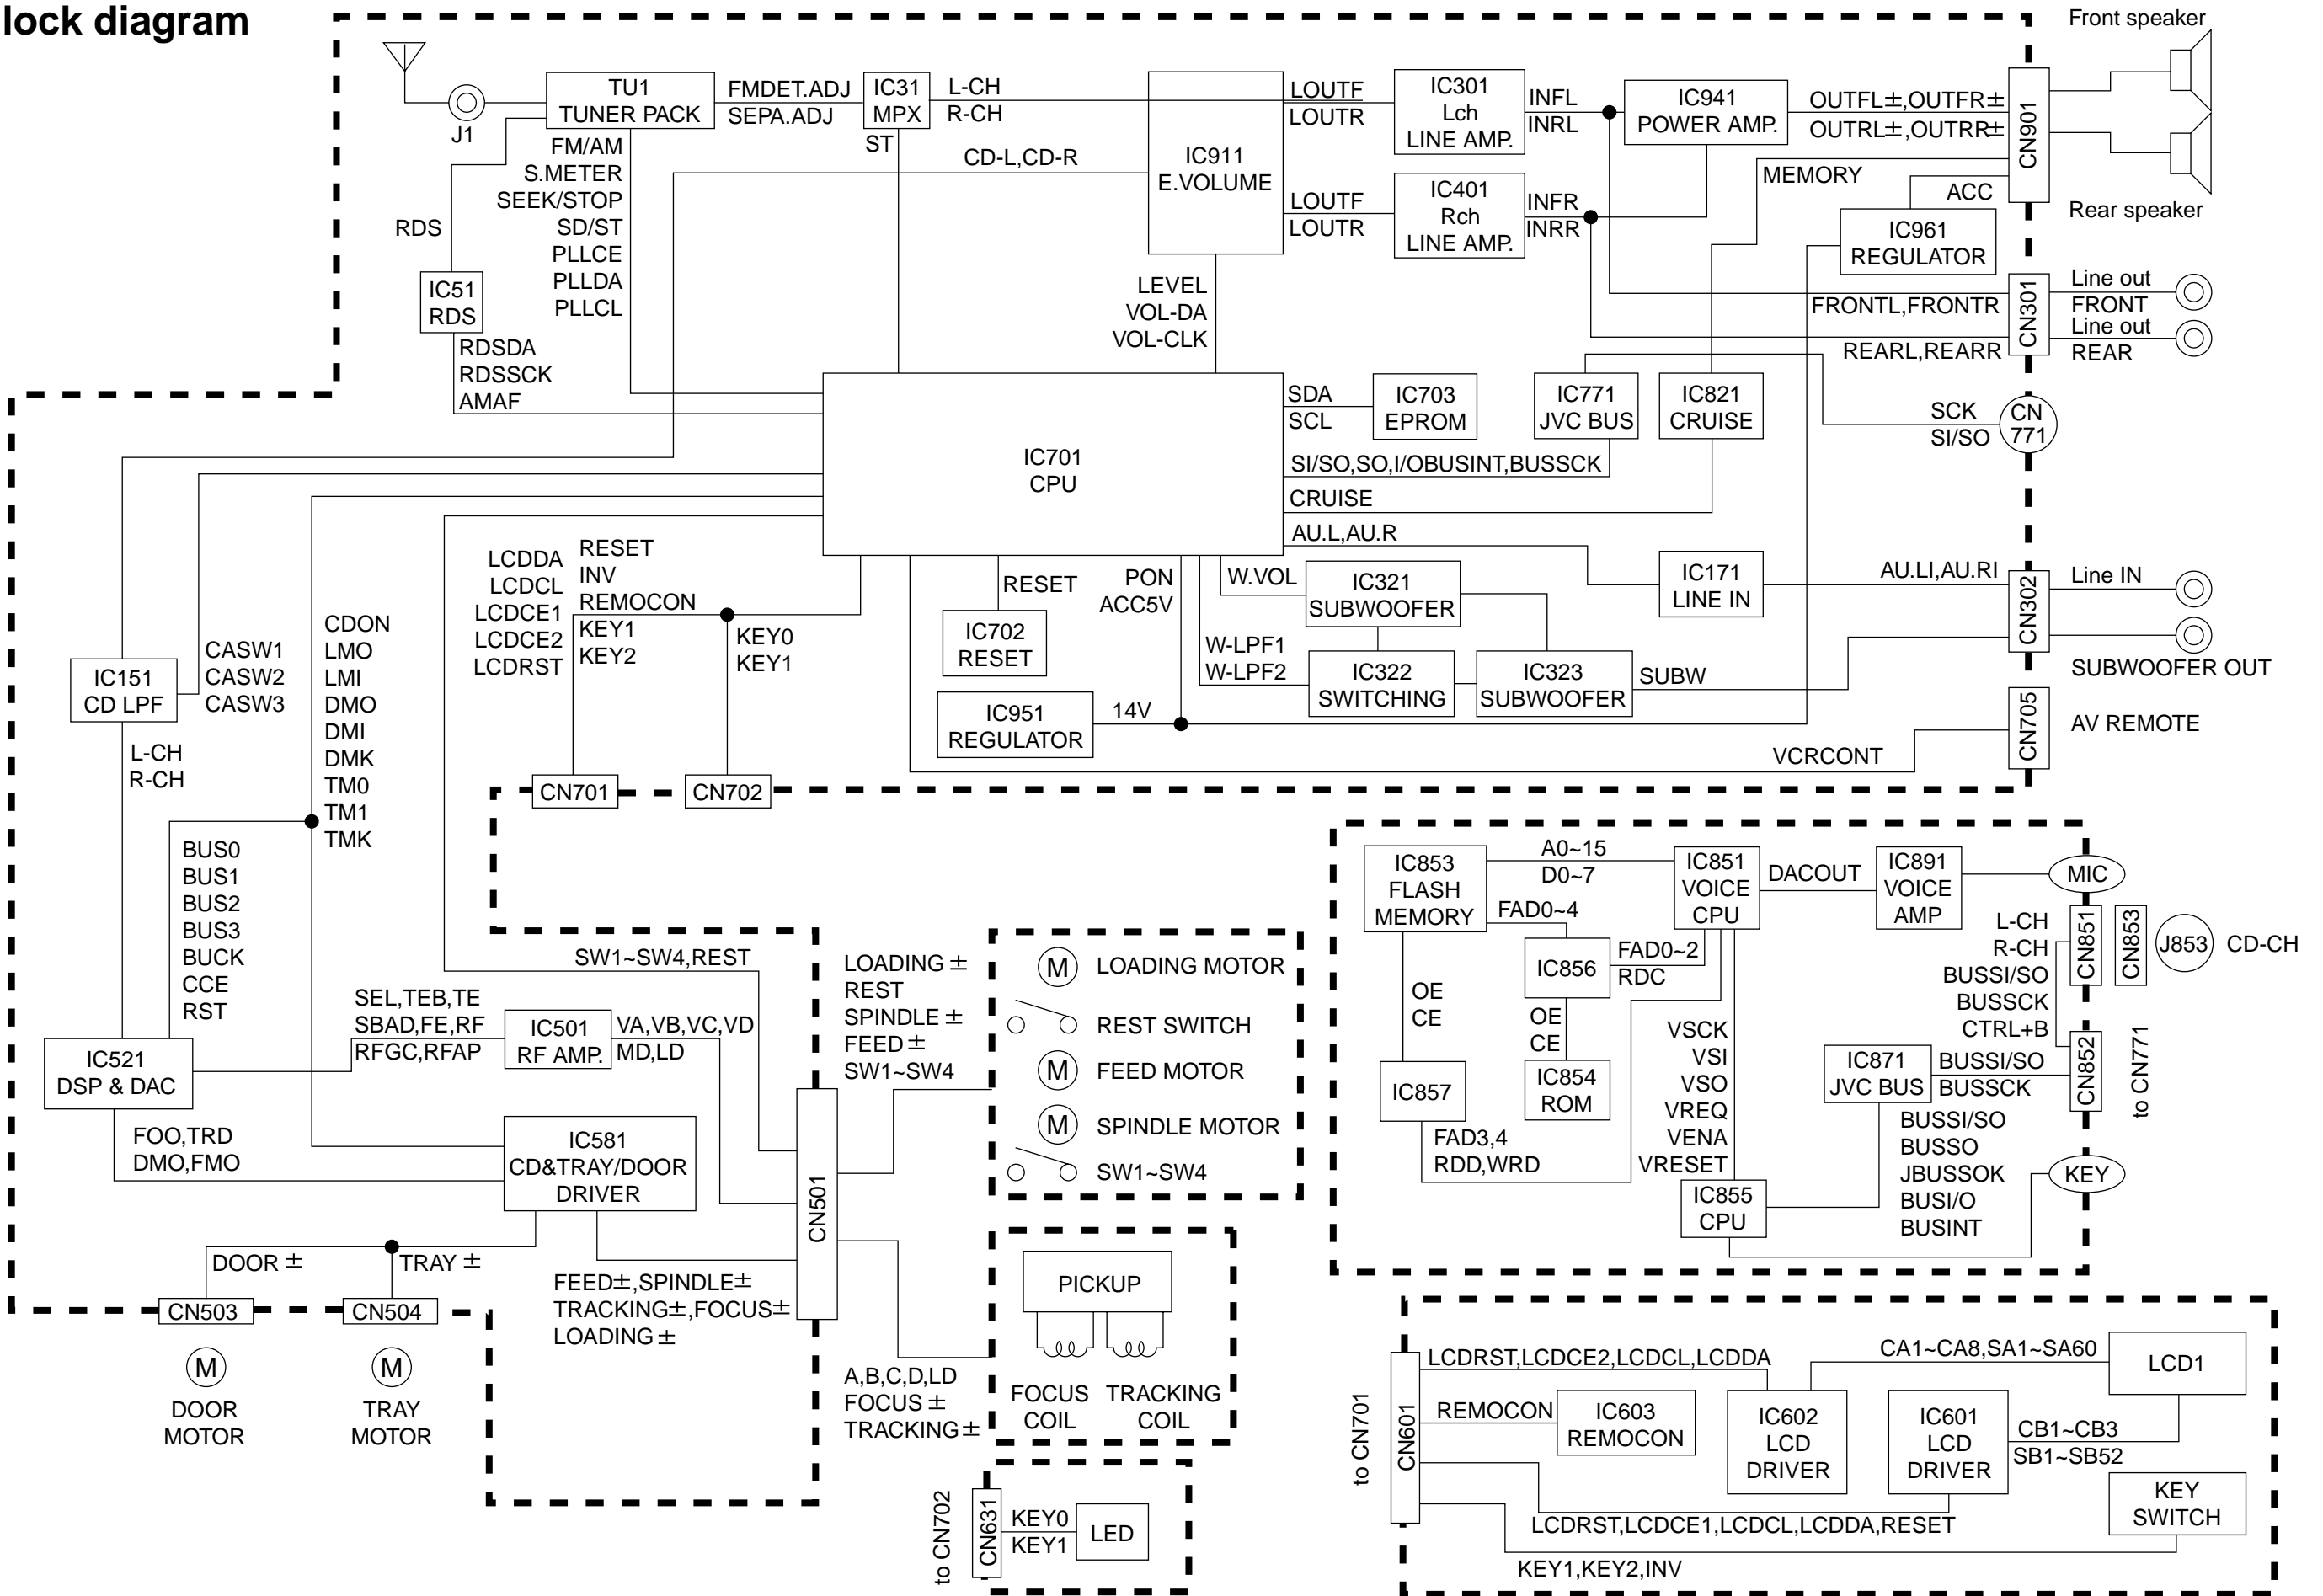 lock diagram
Front speaker
TU1
TUNER PACK
J1
FMDET.ADJ
SEPA.ADJ
IC31
MPX
L-CH
R-CH
ST
CD-L,CD-R
IC911
E.VOLUME
LOUTF
LOUTR
IC301
Lch
LINE AMP.
INFL
INRL
IC941
POWER AMP.
OUTFL±,OUTFR±
OUTRL±,OUTRR±
CN901
MEMORY
ACC
Rear speaker
LOUTF
LOUTR
IC401
Rch
LINE AMP.
INFR
INRR
IC961
REGULATOR
FM/AM
S.METER
SEEK/STOP
SD/ST
PLLCE
PLLDA
PLLCL
RDS
IC51
RDS
RDSDA
RDSSCK
AMAF
LEVEL
VOL-DA
VOL-CLK
FRONTL,FRONTR
REARL,REARR
CN301
Line out
FRONT
Line out
REAR
IC701
CPU
SDA
SCL
IC703
EPROM
IC771
JVC BUS
IC821
CRUISE
SCK
SI/SO
CN
771
SI/SO,SO,I/OBUSINT,BUSSCK
CRUISE
AU.L,AU.R
LCDDA
LCDCL
LCDCE1
LCDCE2
LCDRST
RESET
INV
REMOCON
KEY1
KEY2
KEY0
KEY1
RESET
IC702
RESET
PON
ACC5V
W.VOL
IC321
SUBWOOFER
IC171
LINE IN
AU.LI,AU.RI
CN302
Line IN
SUBWOOFER OUT
W-LPF1
W-LPF2
IC322
SWITCHING
IC323
SUBWOOFER
SUBW
IC951
REGULATOR
14V
VCRCONT
CN705
AV REMOTE
CN701
CN702
IC151
CD LPF
CASW1
CASW2
CASW3
CDON
LMO
LMI
DMO
DMI
DMK
TM0
TM1
TMK
L-CH
R-CH
BUS0
BUS1
BUS2
BUS3
BUCK
CCE
RST
SW1~SW4,REST
IC521
DSP & DAC
SEL,TEB,TE
SBAD,FE,RF
RFGC,RFAP
IC501
RF AMP.
VA,VB,VC,VD
MD,LD
FOO,TRD
DMO,FMO
IC581
CD&TRAY/DOOR
DRIVER
CN501
DOOR ±
TRAY ±
FEED±,SPINDLE±
TRACKING±,FOCUS±
LOADING ±
CN503
CN504
M
DOOR
MOTOR
M
TRAY
MOTOR
LOADING ±
REST
SPINDLE ±
FEED ±
SW1~SW4
M LOADING MOTOR
REST SWITCH
M FEED MOTOR
M SPINDLE MOTOR
SW1~SW4
PICKUP
FOCUS
COIL
TRACKING
COIL
A,B,C,D,LD
FOCUS ±
TRACKING ±
to CN702
CN631
KEY0
KEY1
LED
IC853
FLASH
MEMORY
A0~15
D0~7
IC851
VOICE
CPU
DACOUT
IC891
VOICE
AMP
MIC
FAD0~4
IC856
FAD0~2
RDC
OE
CE
OE
CE
IC857
IC854
ROM
FAD3,4
RDD,WRD
VSCK
VSI
VSO
VREQ
VENA
VRESET
IC855
CPU
IC871
JVC BUS
BUSSI/SO
BUSSCK
BUSSI/SO
BUSSO
JBUSSOK
BUSI/O
BUSINT
L-CH
R-CH
BUSSI/SO
BUSSCK
CTRL+B
CN851
CN853
J853
CD-CH
CN852
to CN771
KEY
to CN701
CN601
LCDRST,LCDCE2,LCDCL,LCDDA
CA1~CA8,SA1~SA60
LCD1
REMOCON
IC603
REMOCON
IC602
LCD
DRIVER
IC601
LCD
DRIVER
CB1~CB3
SB1~SB52
KEY
SWITCH
LCDRST,LCDCE1,LCDCL,LCDDA,RESET
KEY1,KEY2,INV